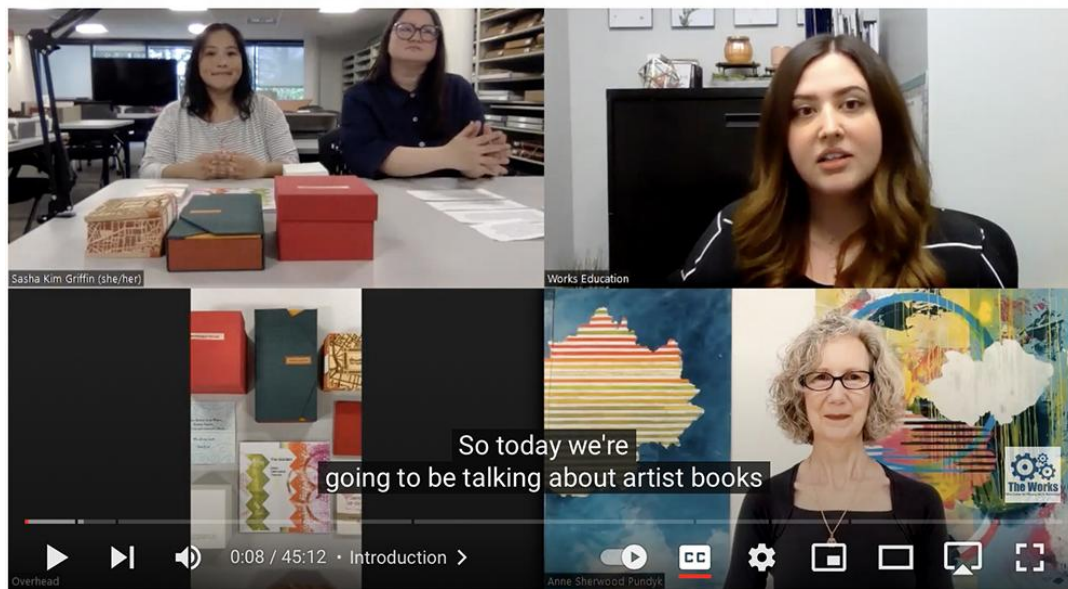 Sasha Kim Griffin (she/her)
Works Education
So today we're
going to be talking about artist books
The Works
0:08 / 45:12 • Introduction
CC
Overhead
Anne Sherwood Pundyk